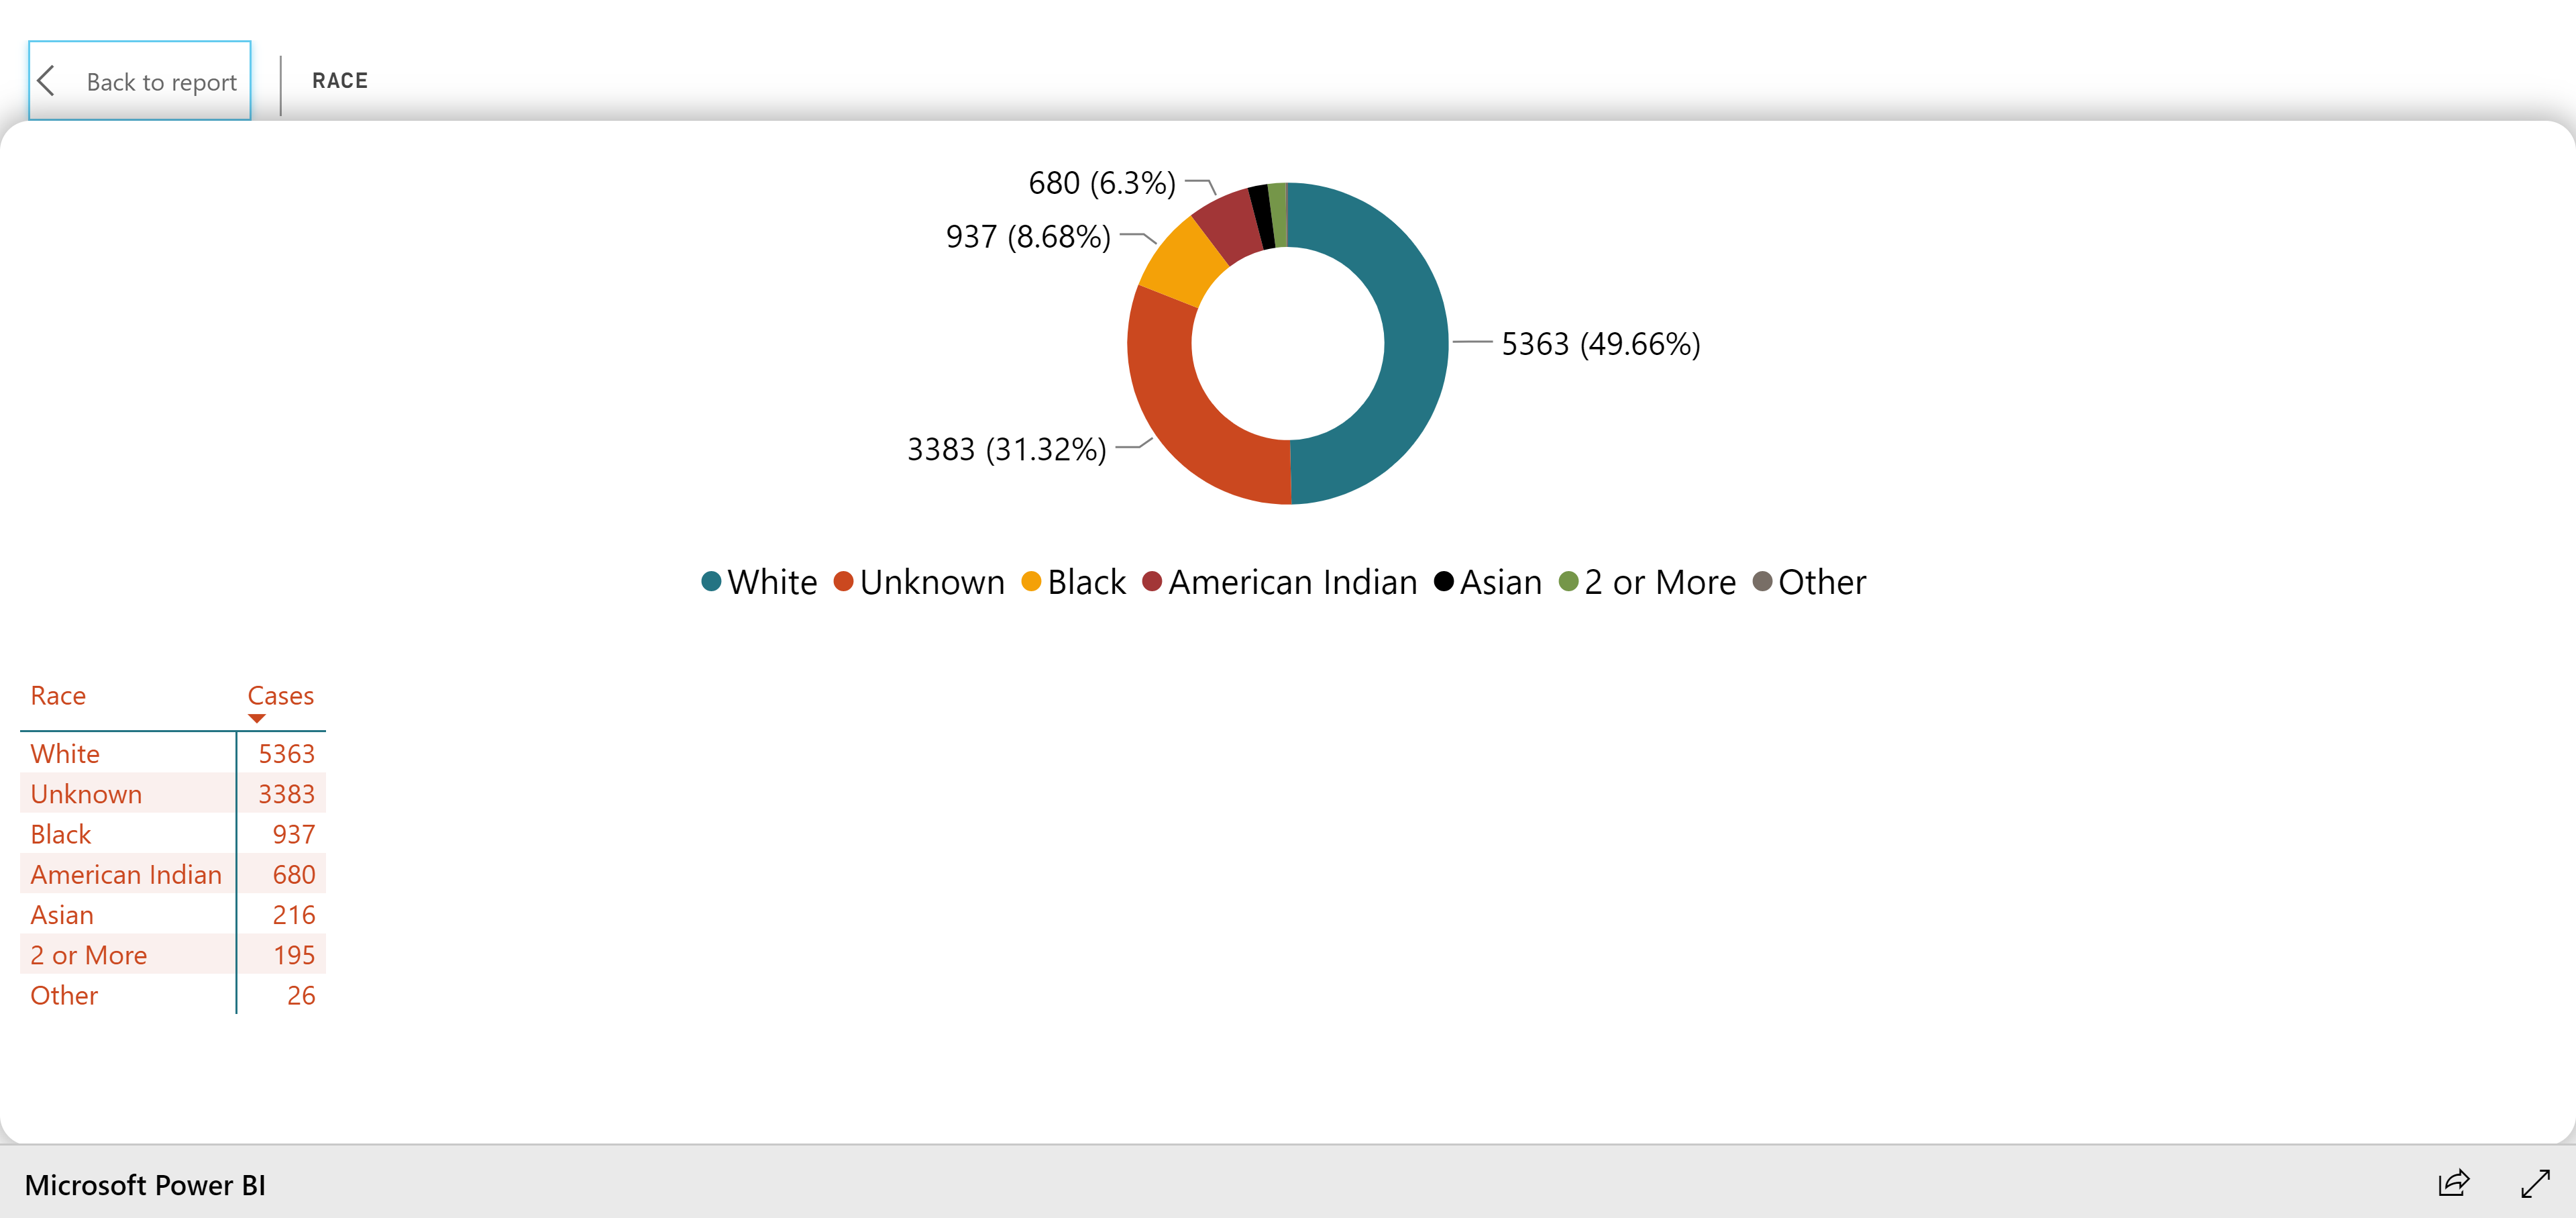 Back to report
RACE
680 (6.3%)
937 (8.68%)
5363 (49.66%)
3383 (31.32%)
White Unknown Black American Indian Asian 2 or More Other
Race Cases
White 5363
Unknown 3383
Black 937
American Indian 680
Asian 216
2 or More 195
Other 26
Microsoft Power BI